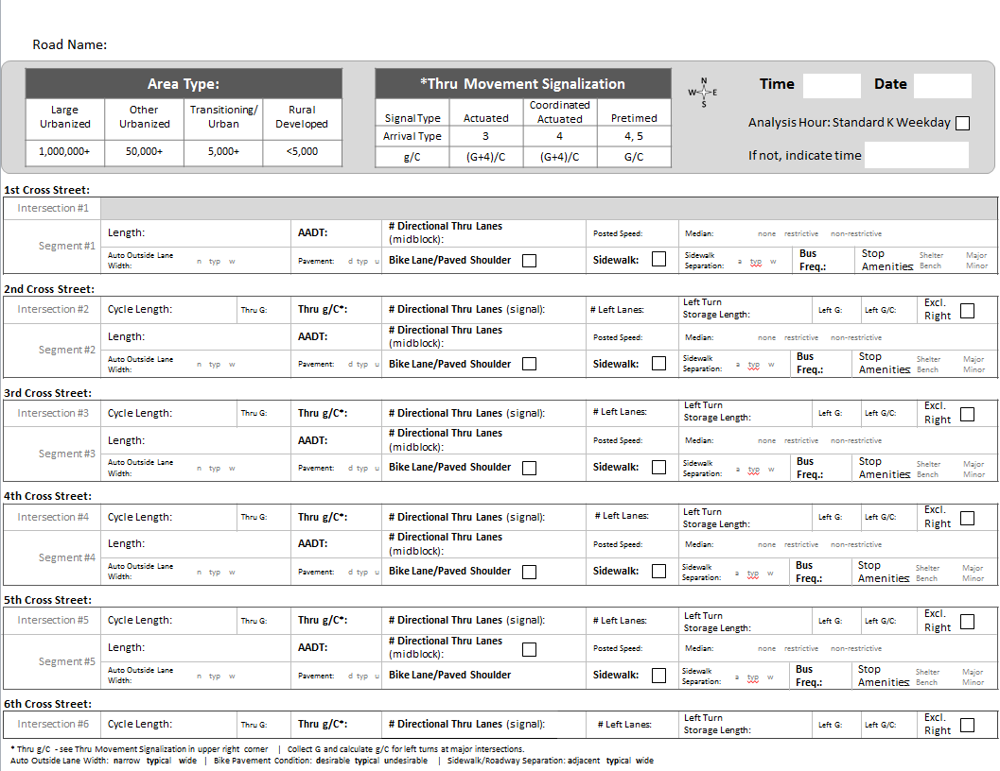 Road Name:
Area Type:
Large Urbanized Other Urbanized Transitioning/ Urban Rural Developed
1,000,000+ 50,000+ 5,000+ <5,000
*Thru Movement Signalization
Signal Type Actuated Coordinated Actuated Pretimed
Arrival Type 3 4 4, 5
g/C (G+4)/C (G+4)/C G/C
N
W E
S
Time Date
Analysis Hour: Standard K Weekday
If not, indicate time
1st Cross Street:
Intersection #1
Segment #1
Length: AADT: # Directional Thru Lanes (midblock): Posted Speed: Median: none restrictive non-restrictive
Auto Outside Lane Width: n typ w Pavement: d typ u Bike Lane/Paved Shoulder Sidewalk: Sidewalk Separation: a typ w Bus Freq.: Stop Amenities: Shelter Bench Major Minor
2nd Cross Street:
Intersection #2 Cycle Length: Thru G: Thru g/C*: # Directional Thru Lanes (signal): # Left Lanes: Left Turn Storage Length: Left G: Left G/C: Excl. Right
Segment #2
Length: AADT: # Directional Thru Lanes (midblock): Posted Speed: Median: none restrictive non-restrictive
Auto Outside Lane Width: n typ w Pavement: d typ u Bike Lane/Paved Shoulder Sidewalk: Sidewalk Separation: a typ w Bus Freq.: Stop Amenities: Shelter Bench Major Minor
3rd Cross Street:
Intersection #3 Cycle Length: Thru G: Thru g/C*: # Directional Thru Lanes (signal): # Left Lanes: Left Turn Storage Length: Left G: Left G/C: Excl. Right
Segment #3
Length: AADT: # Directional Thru Lanes (midblock): Posted Speed: Median: none restrictive non-restrictive
Auto Outside Lane Width: n typ w Pavement: d typ u Bike Lane/Paved Shoulder Sidewalk: Sidewalk Separation: a typ w Bus Freq.: Stop Amenities: Shelter Bench Major Minor
4th Cross Street:
Intersection #4 Cycle Length: Thru G: Thru g/C*: # Directional Thru Lanes (signal): # Left Lanes: Left Turn Storage Length: Left G: Left G/C: Excl. Right
Segment #4
Length: AADT: # Directional Thru Lanes (midblock): Posted Speed: Median: none restrictive non-restrictive
Auto Outside Lane Width: n typ w Pavement: d typ u Bike Lane/Paved Shoulder Sidewalk: Sidewalk Separation: a typ w Bus Freq.: Stop Amenities: Shelter Bench Major Minor
5th Cross Street:
Intersection #5 Cycle Length: Thru G: Thru g/C*: # Directional Thru Lanes (signal): # Left Lanes: Left Turn Storage Length: Left G: Left G/C: Excl. Right
Segment #5
Length: AADT: # Directional Thru Lanes (midblock): Posted Speed: Median: none restrictive non-restrictive
Auto Outside Lane Width: n typ w Pavement: d typ u Bike Lane/Paved Shoulder Sidewalk: Sidewalk Separation: a typ w Bus Freq.: Stop Amenities: Shelter Bench Major Minor
6th Cross Street:
Intersection #6 Cycle Length: Thru G: Thru g/C*: # Directional Thru Lanes (signal): # Left Lanes: Left Turn Storage Length: Left G: Left G/C: Excl. Right
* Thru g/C - see Thru Movement Signalization in upper right corner | Collect G and calculate g/C for left turns at major intersections.
Auto Outside Lane Width: narrow typical wide | Bike Pavement Condition: desirable typical undesirable | Sidewalk/Roadway Separation: adjacent typical wide